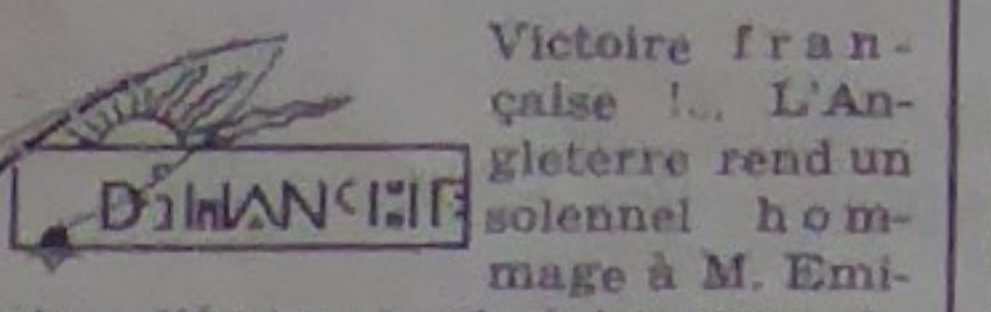 DIMANCHE
Victoire fran-
çaise !... L'An-
gleterre rend un
solennel hom-
mage à M. Emi-